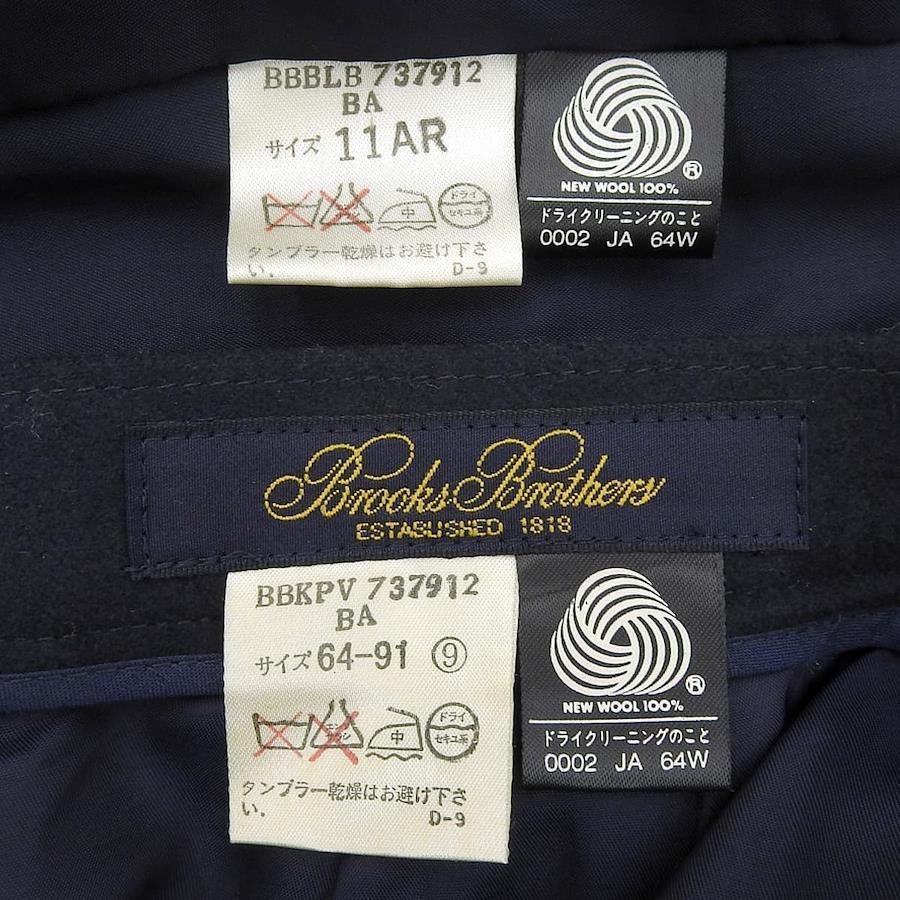 BBBLB 737912
BA
サイズ 11AR
中
ドライ
セキユ系
タンブラー乾燥はお避け下さ
い。
D-9
®
NEW WOOL 100%
ドライクリーニングのこと
0002 JA 64W
Brooks Brothers
ESTABLISHED 1818
BBKPV 737912
BA
サイズ 64-91 ⑨
中
ドライ
セキユ系
タンブラー乾燥はお避け下さ
い。
D-9
®
NEW WOOL 100%
ドライクリーニングのこと
0002 JA 64W